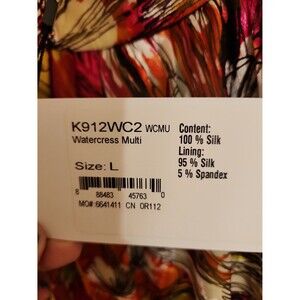 K912WC2 WCMU
Watercress Multi
Size: L
8 88483 45763 0
MO#:6641411 CN 0R112
Content:
100 % Silk
Lining:
95 % Silk
5 % Spandex